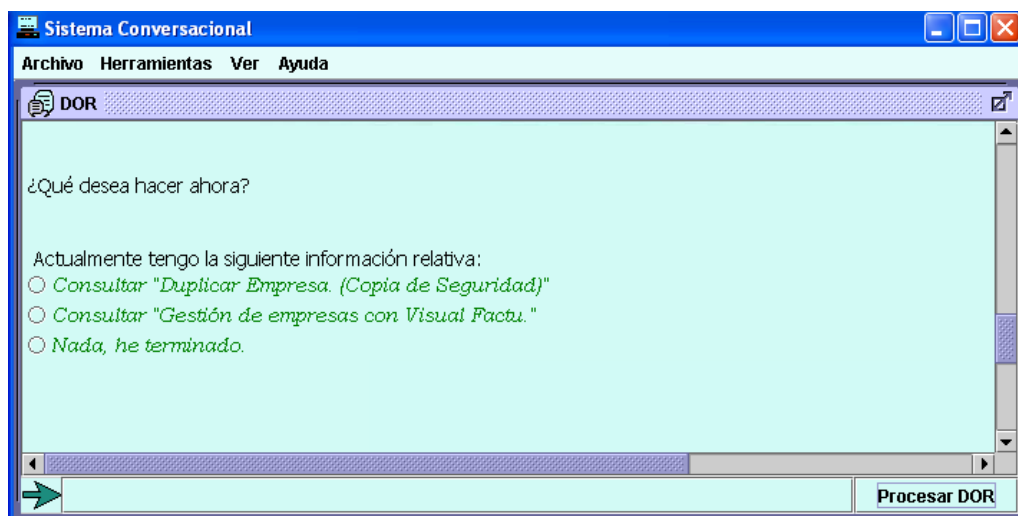 Sistema Conversacional
Archivo Herramientas Ver Ayuda
DOR
¿Qué desea hacer ahora?
Actualmente tengo la siguiente información relativa:
Consultar "Duplicar Empresa. (Copia de Seguridad)"
Consultar "Gestión de empresas con Visual Factu."
Nada, he terminado.
Procesar DOR